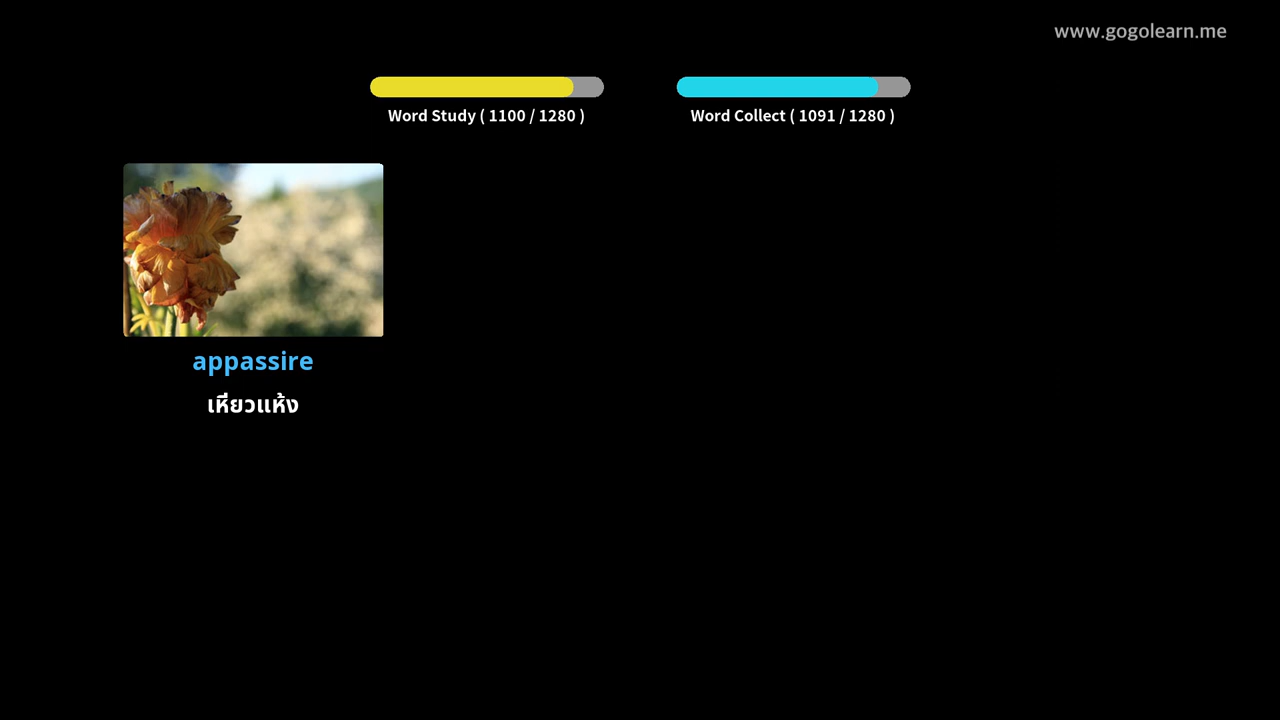 www.gogolearn.me
Word Study ( 1100 / 1280 )
Word Collect ( 1091 / 1280 )
appassire
เหี่ยวแห้ง